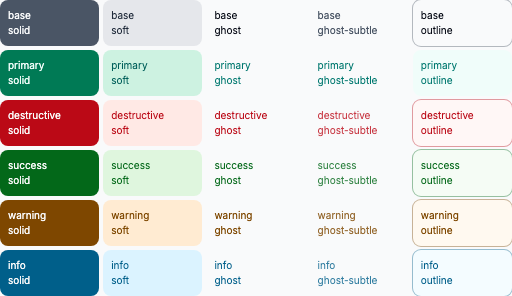 base
solid
base
soft
base
ghost
base
ghost-subtle
base
outline
primary
solid
primary
soft
primary
ghost
primary
ghost-subtle
primary
outline
destructive
solid
destructive
soft
destructive
ghost
destructive
ghost-subtle
destructive
outline
success
solid
success
soft
success
ghost
success
ghost-subtle
success
outline
warning
solid
warning
soft
warning
ghost
warning
ghost-subtle
warning
outline
info
solid
info
soft
info
ghost
info
ghost-subtle
info
outline